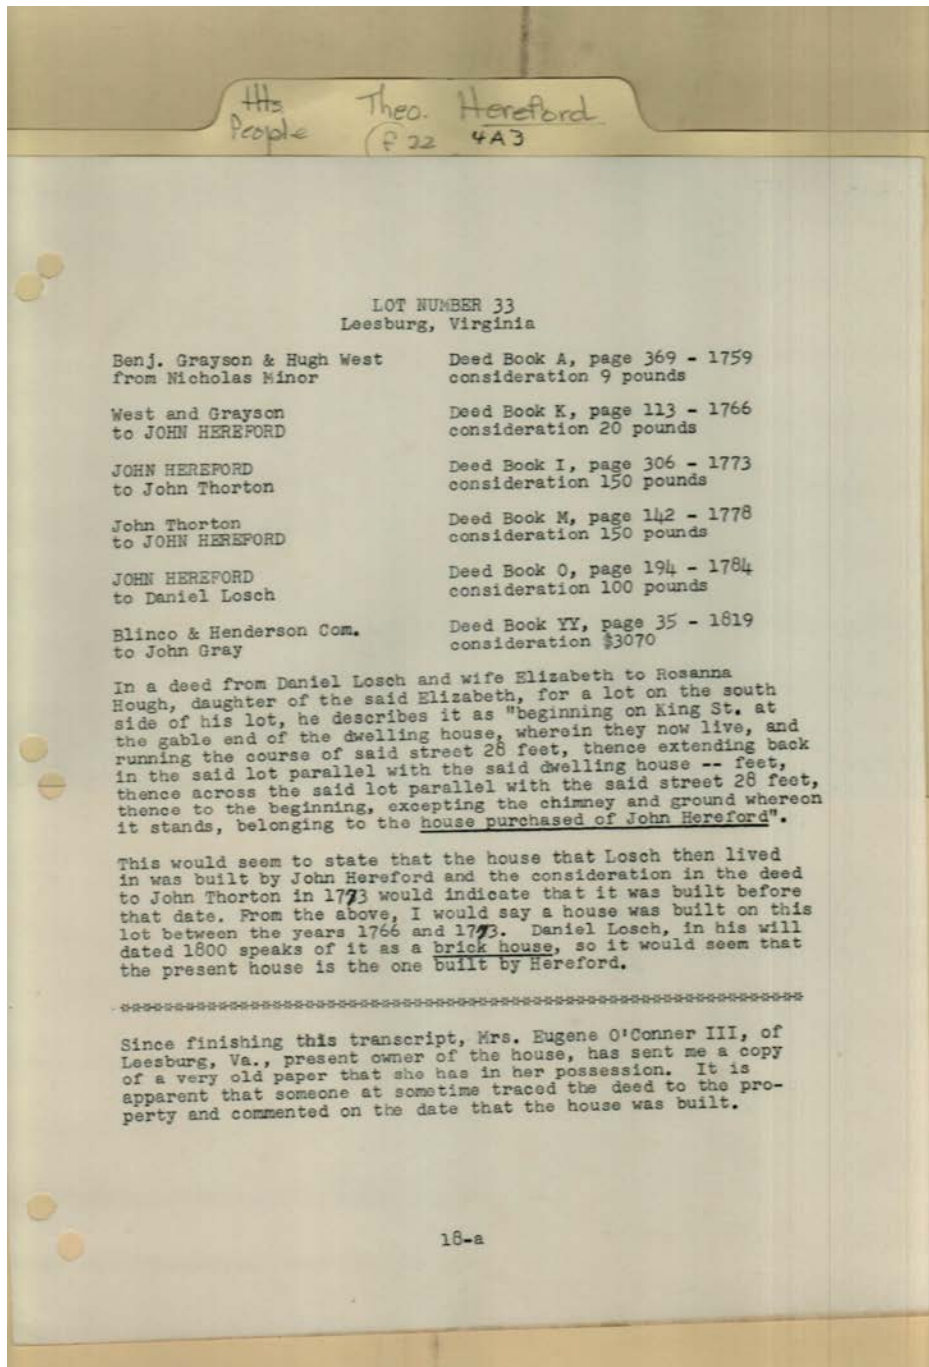 HHs Theo. Hereford
People f 22 4A3
LOT NUMBER 33
Leesburg, Virginia
Benj. Grayson & Hugh West Deed Book A, page 369 - 1759
from Nicholas Minor consideration 9 pounds
West and Grayson Deed Book K, page 113 - 1766
to JOHN HEREFORD consideration 20 pounds
JOHN HEREFORD Deed Book I, page 306 - 1773
to John Thorton consideration 150 pounds
John Thorton Deed Book M, page 142 - 1778
to JOHN HEREFORD consideration 150 pounds
JOHN HEREFORD Deed Book O, page 194 - 1784
to Daniel Losch consideration 100 pounds
Blinco & Henderson Com. Deed Book YY, page 35 - 1819
to John Gray consideration $3070
In a deed from Daniel Losch and wife Elizabeth to Rosanna
Hough, daughter of the said Elizabeth, for a lot on the south
side of his lot, he describes it as "beginning on King St. at
the gable end of the dwelling house, wherein they now live, and
running the course of said street 28 feet, thence extending back
in the said lot parallel with the said dwelling house -- feet,
thence across the said lot parallel with the said street 28 feet,
thence to the beginning, excepting the chimney and ground whereon
it stands, belonging to the house purchased of John Hereford".
This would seem to state that the house that Losch then lived
in was built by John Hereford and the consideration in the deed
to John Thorton in 1773 would indicate that it was built before
that date. From the above, I would say a house was built on this
lot between the years 1766 and 1773. Daniel Losch, in his will
dated 1800 speaks of it as a brick house, so it would seem that
the present house is the one built by Hereford.
Since finishing this transcript, Mrs. Eugene O'Conner III, of
Leesburg, Va., present owner of the house, has sent me a copy
of a very old paper that she has in her possession. It is
apparent that someone at sometime traced the deed to the pro-
perty and commented on the date that the house was built.
18-a